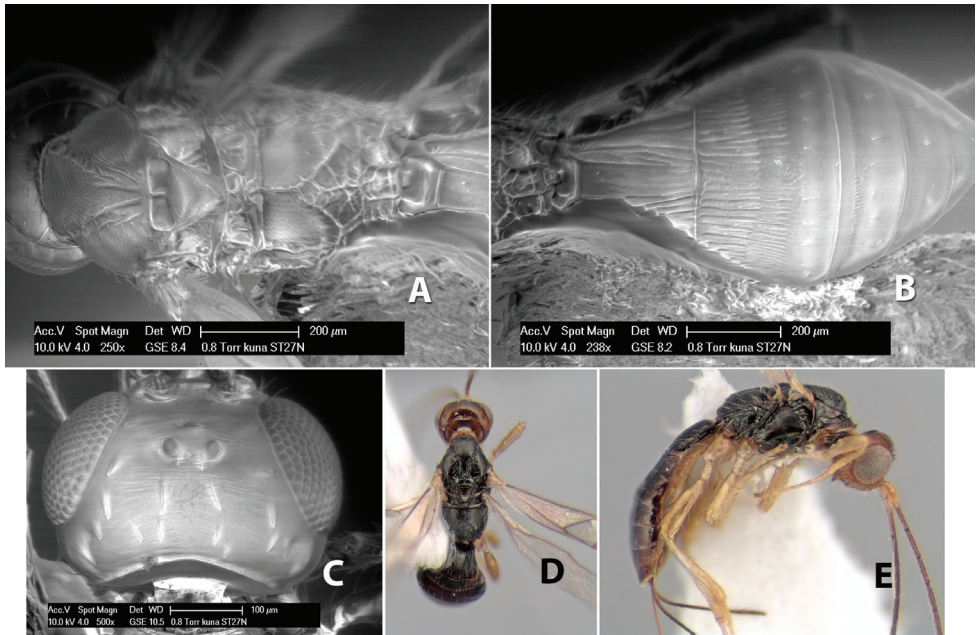 A
Acc.V Spot Magn Det WD 200 µm
10.0 kV 4.0 250x GSE 8.4 0.8 Torr kuna ST27N
B
Acc.V Spot Magn Det WD 200 µm
10.0 kV 4.0 238x GSE 8.2 0.8 Torr kuna ST27N
C
Acc.V Spot Magn Det WD 100 µm
10.0 kV 4.0 500x GSE 10.5 0.8 Torr kuna ST27N
D
E